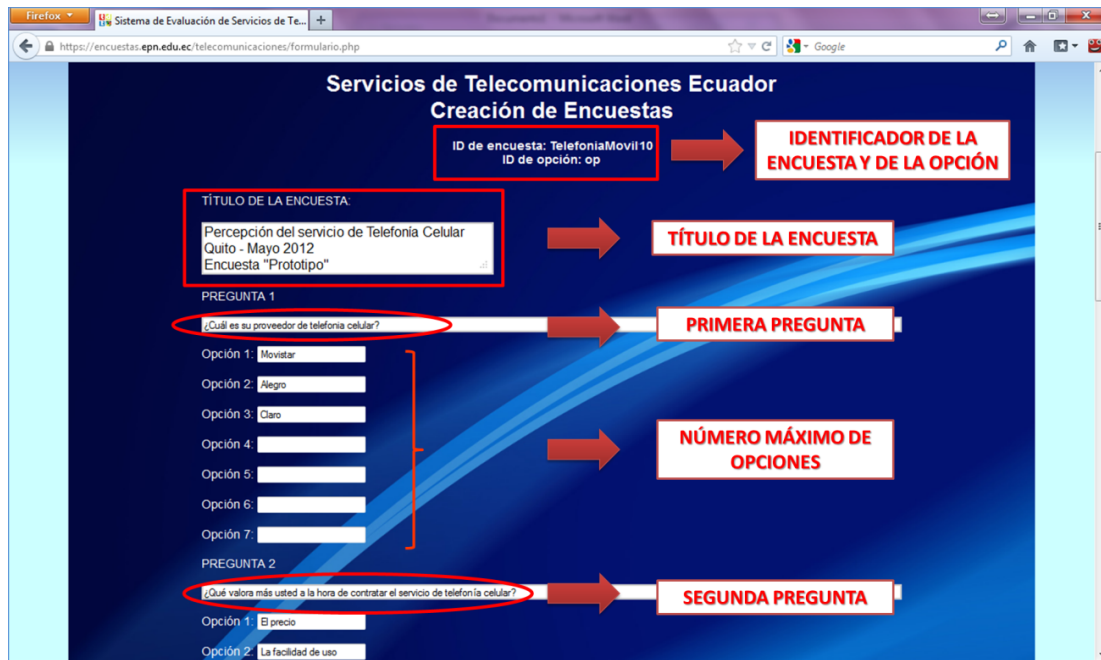 Firefox
Sistema de Evaluación de Servicios de Te...
https://encuestas.epn.edu.ec/telecomunicaciones/formulario.php
Google
Servicios de Telecomunicaciones Ecuador
Creación de Encuestas
ID de encuesta: TelefoniaMovil10
ID de opción: op
IDENTIFICADOR DE LA
ENCUESTA Y DE LA OPCIÓN
TÍTULO DE LA ENCUESTA:
Percepción del servicio de Telefonía Celular
Quito - Mayo 2012
Encuesta "Prototipo"
TÍTULO DE LA ENCUESTA
PREGUNTA 1
¿Cuál es su proveedor de telefonia celular?
PRIMERA PREGUNTA
Opción 1: Movistar
Opción 2: Alegro
Opción 3: Claro
Opción 4:
Opción 5:
Opción 6:
Opción 7:
NÚMERO MÁXIMO DE
OPCIONES
PREGUNTA 2
¿Qué valora más usted a la hora de contratar el servicio de telefonía celular?
SEGUNDA PREGUNTA
Opción 1: El precio
Opción 2: La facilidad de uso